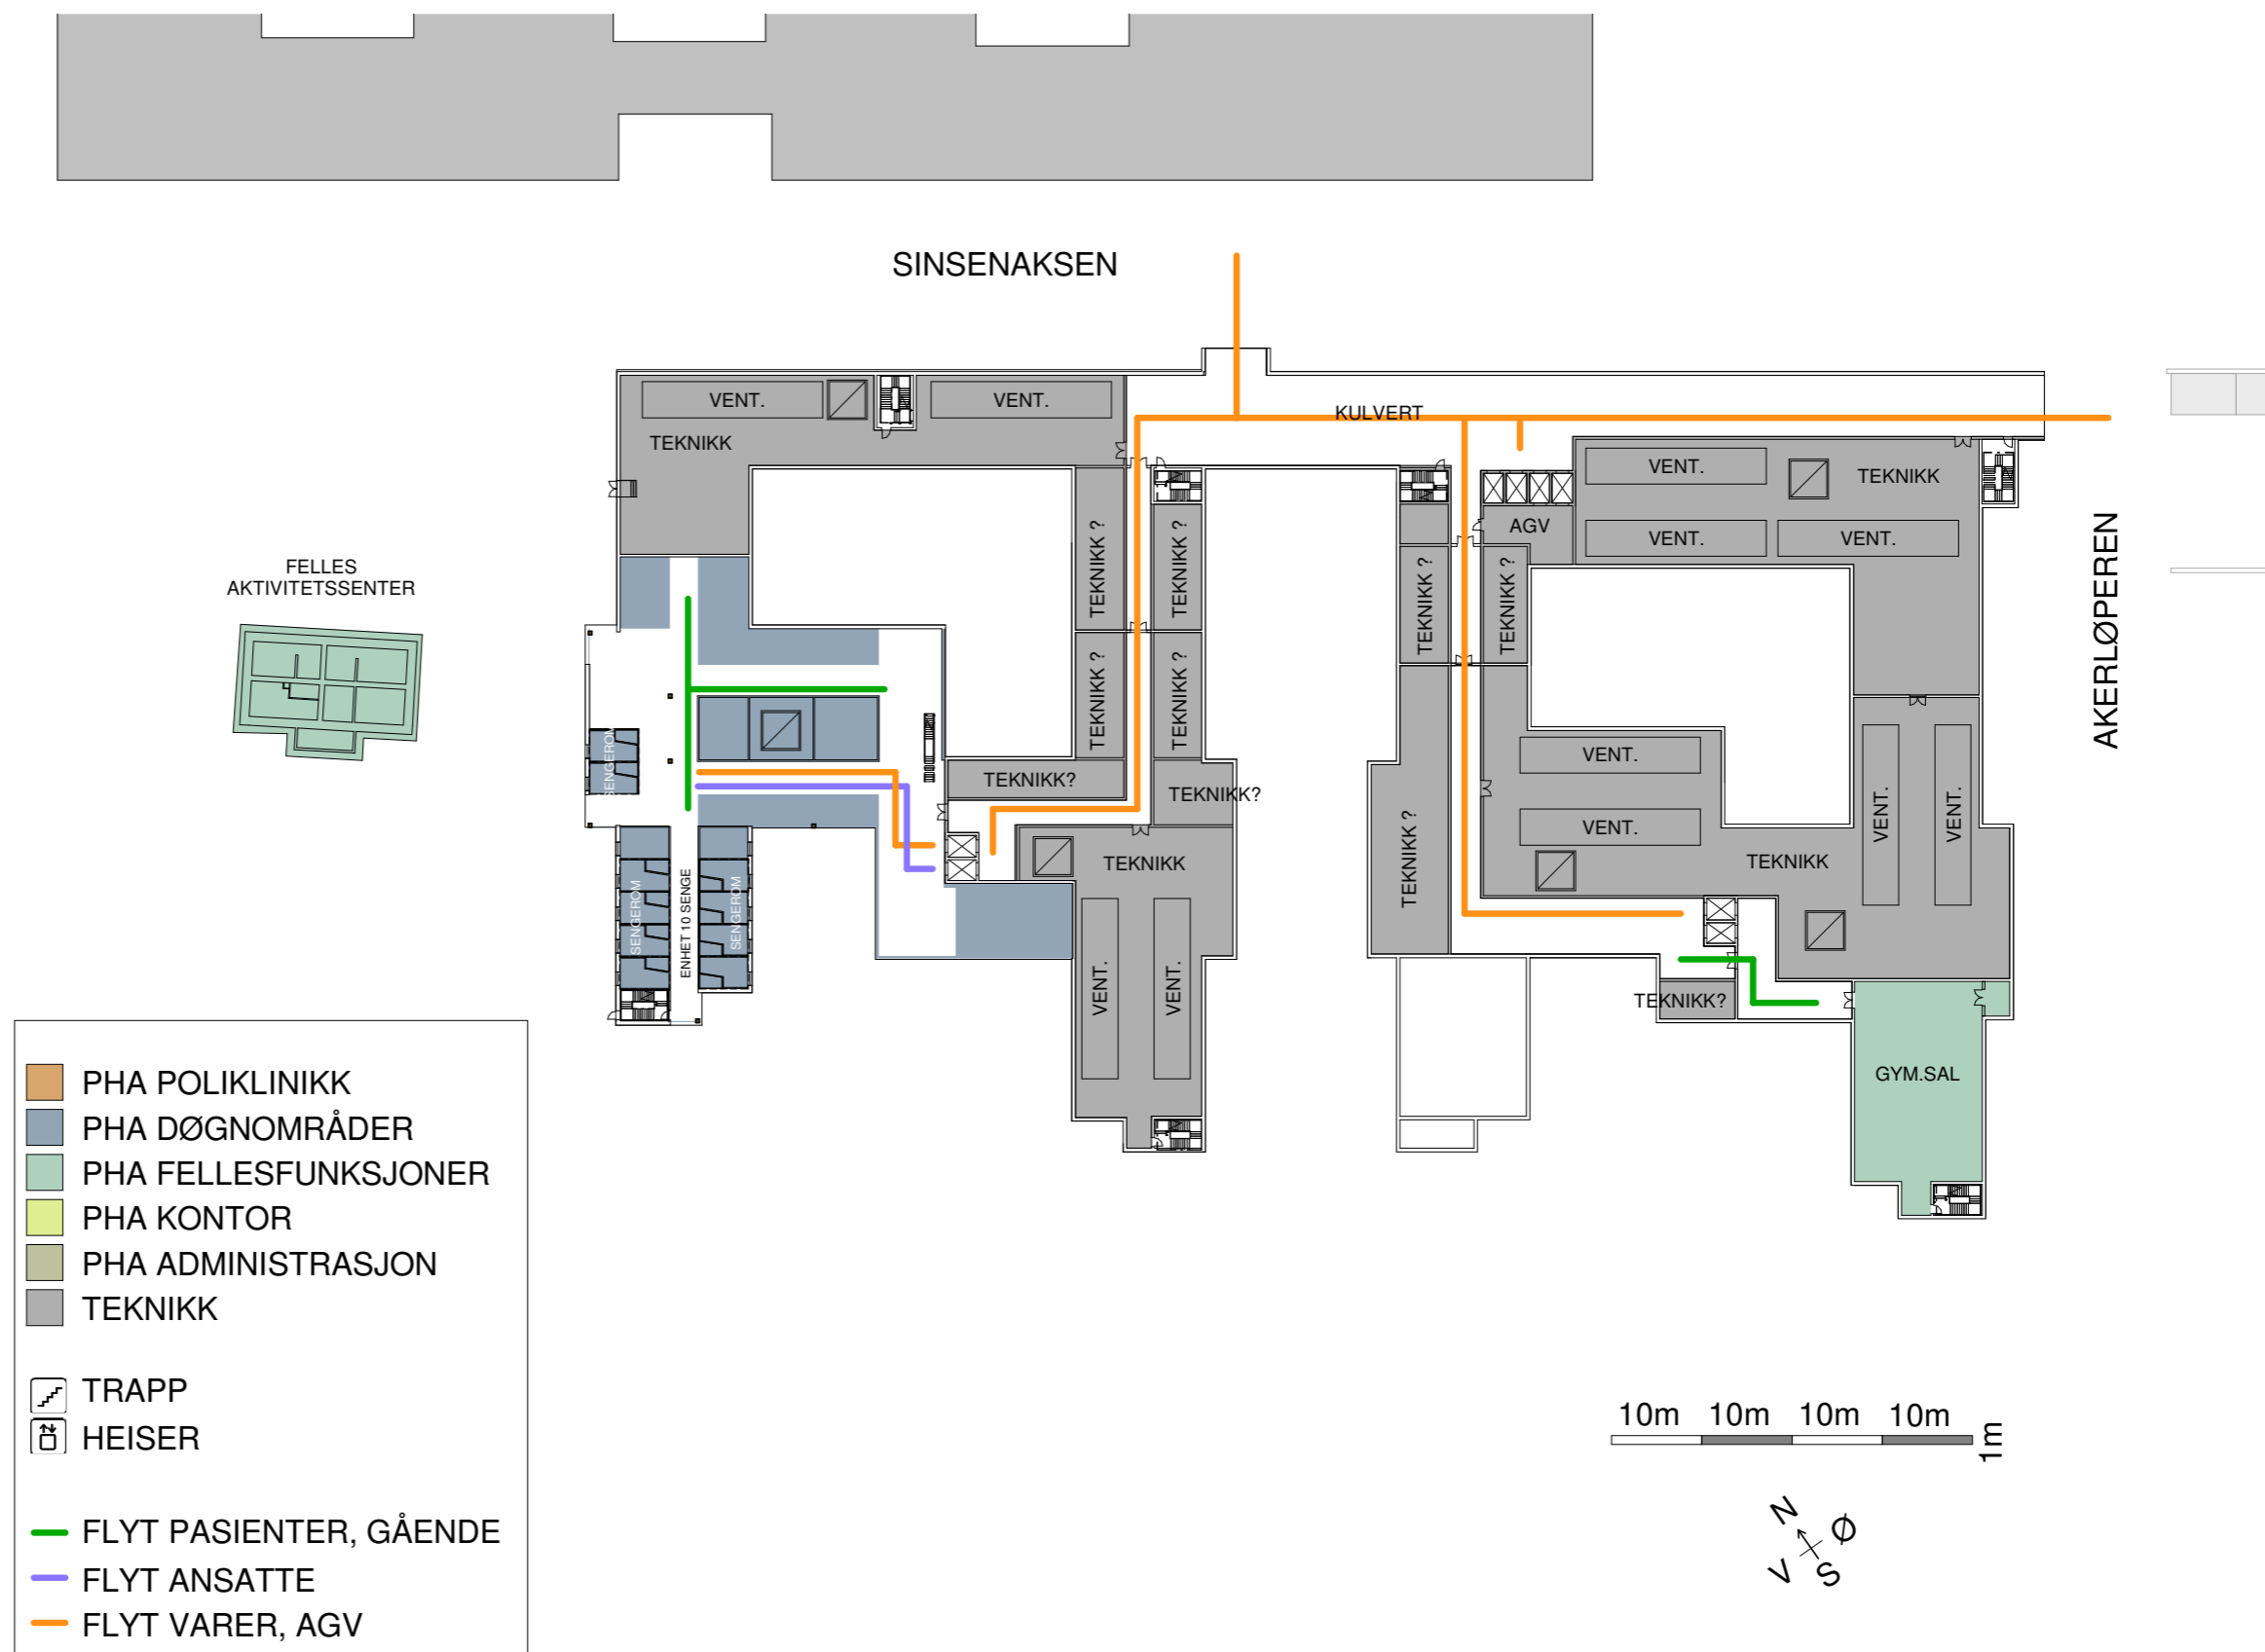 SINSENAKSEN
VENT.
VENT.
TEKNIKK
KULVERT
VENT.
TEKNIKK
VENT.
VENT.
AGV
TEKNIKK ?
TEKNIKK ?
TEKNIKK ?
TEKNIKK ?
AKERLØPEREN
FELLES
AKTIVITETSSENTER
TEKNIKK ?
TEKNIKK ?
SENGEROM
TEKNIKK?
TEKNIKK?
VENT.
VENT.
VENT.
VENT.
TEKNIKK ?
TEKNIKK
TEKNIKK
SENGEROM
ENHET 10 SENGE
SENGEROM
VENT.
VENT.
TEKNIKK?
GYM.SAL
PHA POLIKLINIKK
PHA DØGNOMRÅDER
PHA FELLESFUNKSJONER
PHA KONTOR
PHA ADMINISTRASJON
TEKNIKK
TRAPP
HEISER
FLYT PASIENTER, GÅENDE
FLYT ANSATTE
FLYT VARER, AGV
10m 10m 10m 10m
1m
N
Ø
V
S